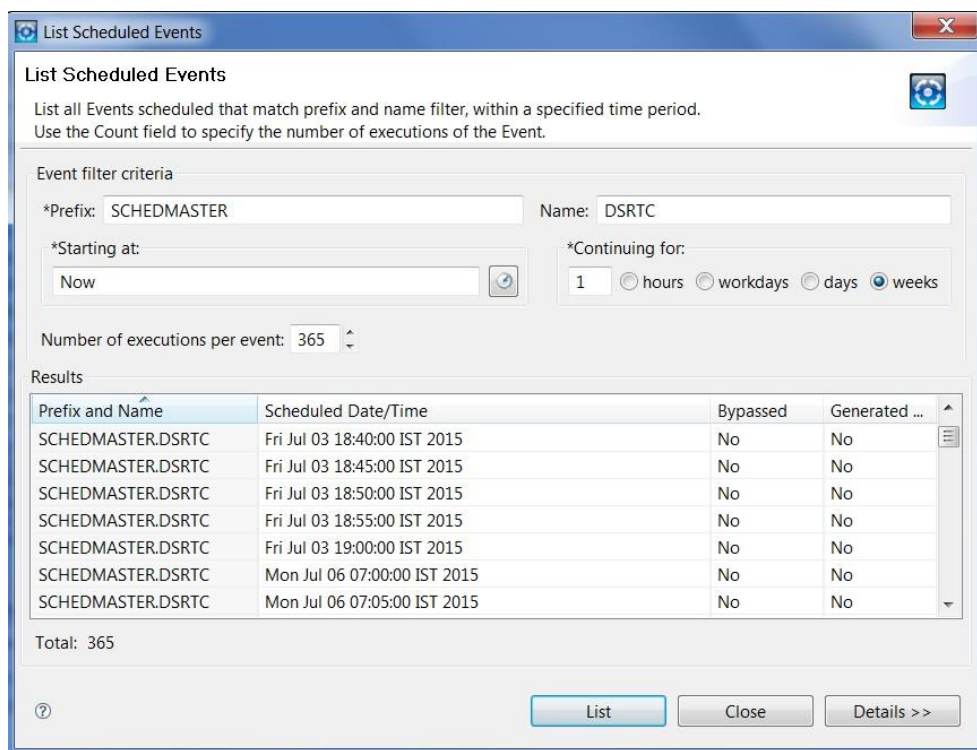 List Scheduled Events
List Scheduled Events
List all Events scheduled that match prefix and name filter, within a specified time period.
Use the Count field to specify the number of executions of the Event.
Event filter criteria
*Prefix: SCHEDMASTER Name: DSRTC
*Starting at: *Continuing for:
Now 1 hours workdays days weeks
Number of executions per event: 365
Results
Prefix and Name Scheduled Date/Time Bypassed Generated ...
SCHEDMASTER.DSRTC Fri Jul 03 18:40:00 IST 2015 No No
SCHEDMASTER.DSRTC Fri Jul 03 18:45:00 IST 2015 No No
SCHEDMASTER.DSRTC Fri Jul 03 18:50:00 IST 2015 No No
SCHEDMASTER.DSRTC Fri Jul 03 18:55:00 IST 2015 No No
SCHEDMASTER.DSRTC Fri Jul 03 19:00:00 IST 2015 No No
SCHEDMASTER.DSRTC Mon Jul 06 07:00:00 IST 2015 No No
SCHEDMASTER.DSRTC Mon Jul 06 07:05:00 IST 2015 No No
Total: 365
? List Close Details >>